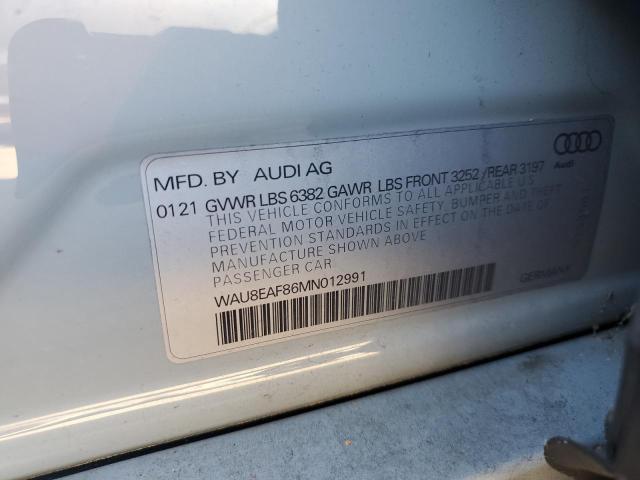 MFD. BY AUDI AG
Audi
0121 GVWR LBS 6382 GAWR LBS FRONT 3252 /REAR 3197
THIS VEHICLE CONFORMS TO ALL APPLICABLE U.S.
FEDERAL MOTOR VEHICLE SAFETY, BUMPER AND THEFT
PREVENTION STANDARDS IN EFFECT ON THE DATE OF
MANUFACTURE SHOWN ABOVE
PASSENGER CAR
WAU8EAF86MN012991
GERMANY